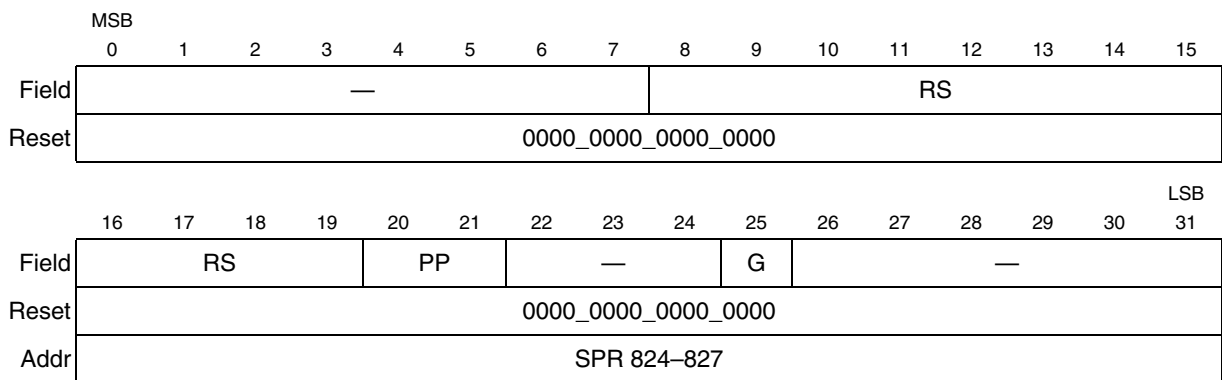 MSB
0 1 2 3 4 5 6 7 8 9 10 11 12 13 14 15
Field — RS
Reset 0000_0000_0000_0000
LSB
16 17 18 19 20 21 22 23 24 25 26 27 28 29 30 31
Field RS PP — G —
Reset 0000_0000_0000_0000
Addr SPR 824–827